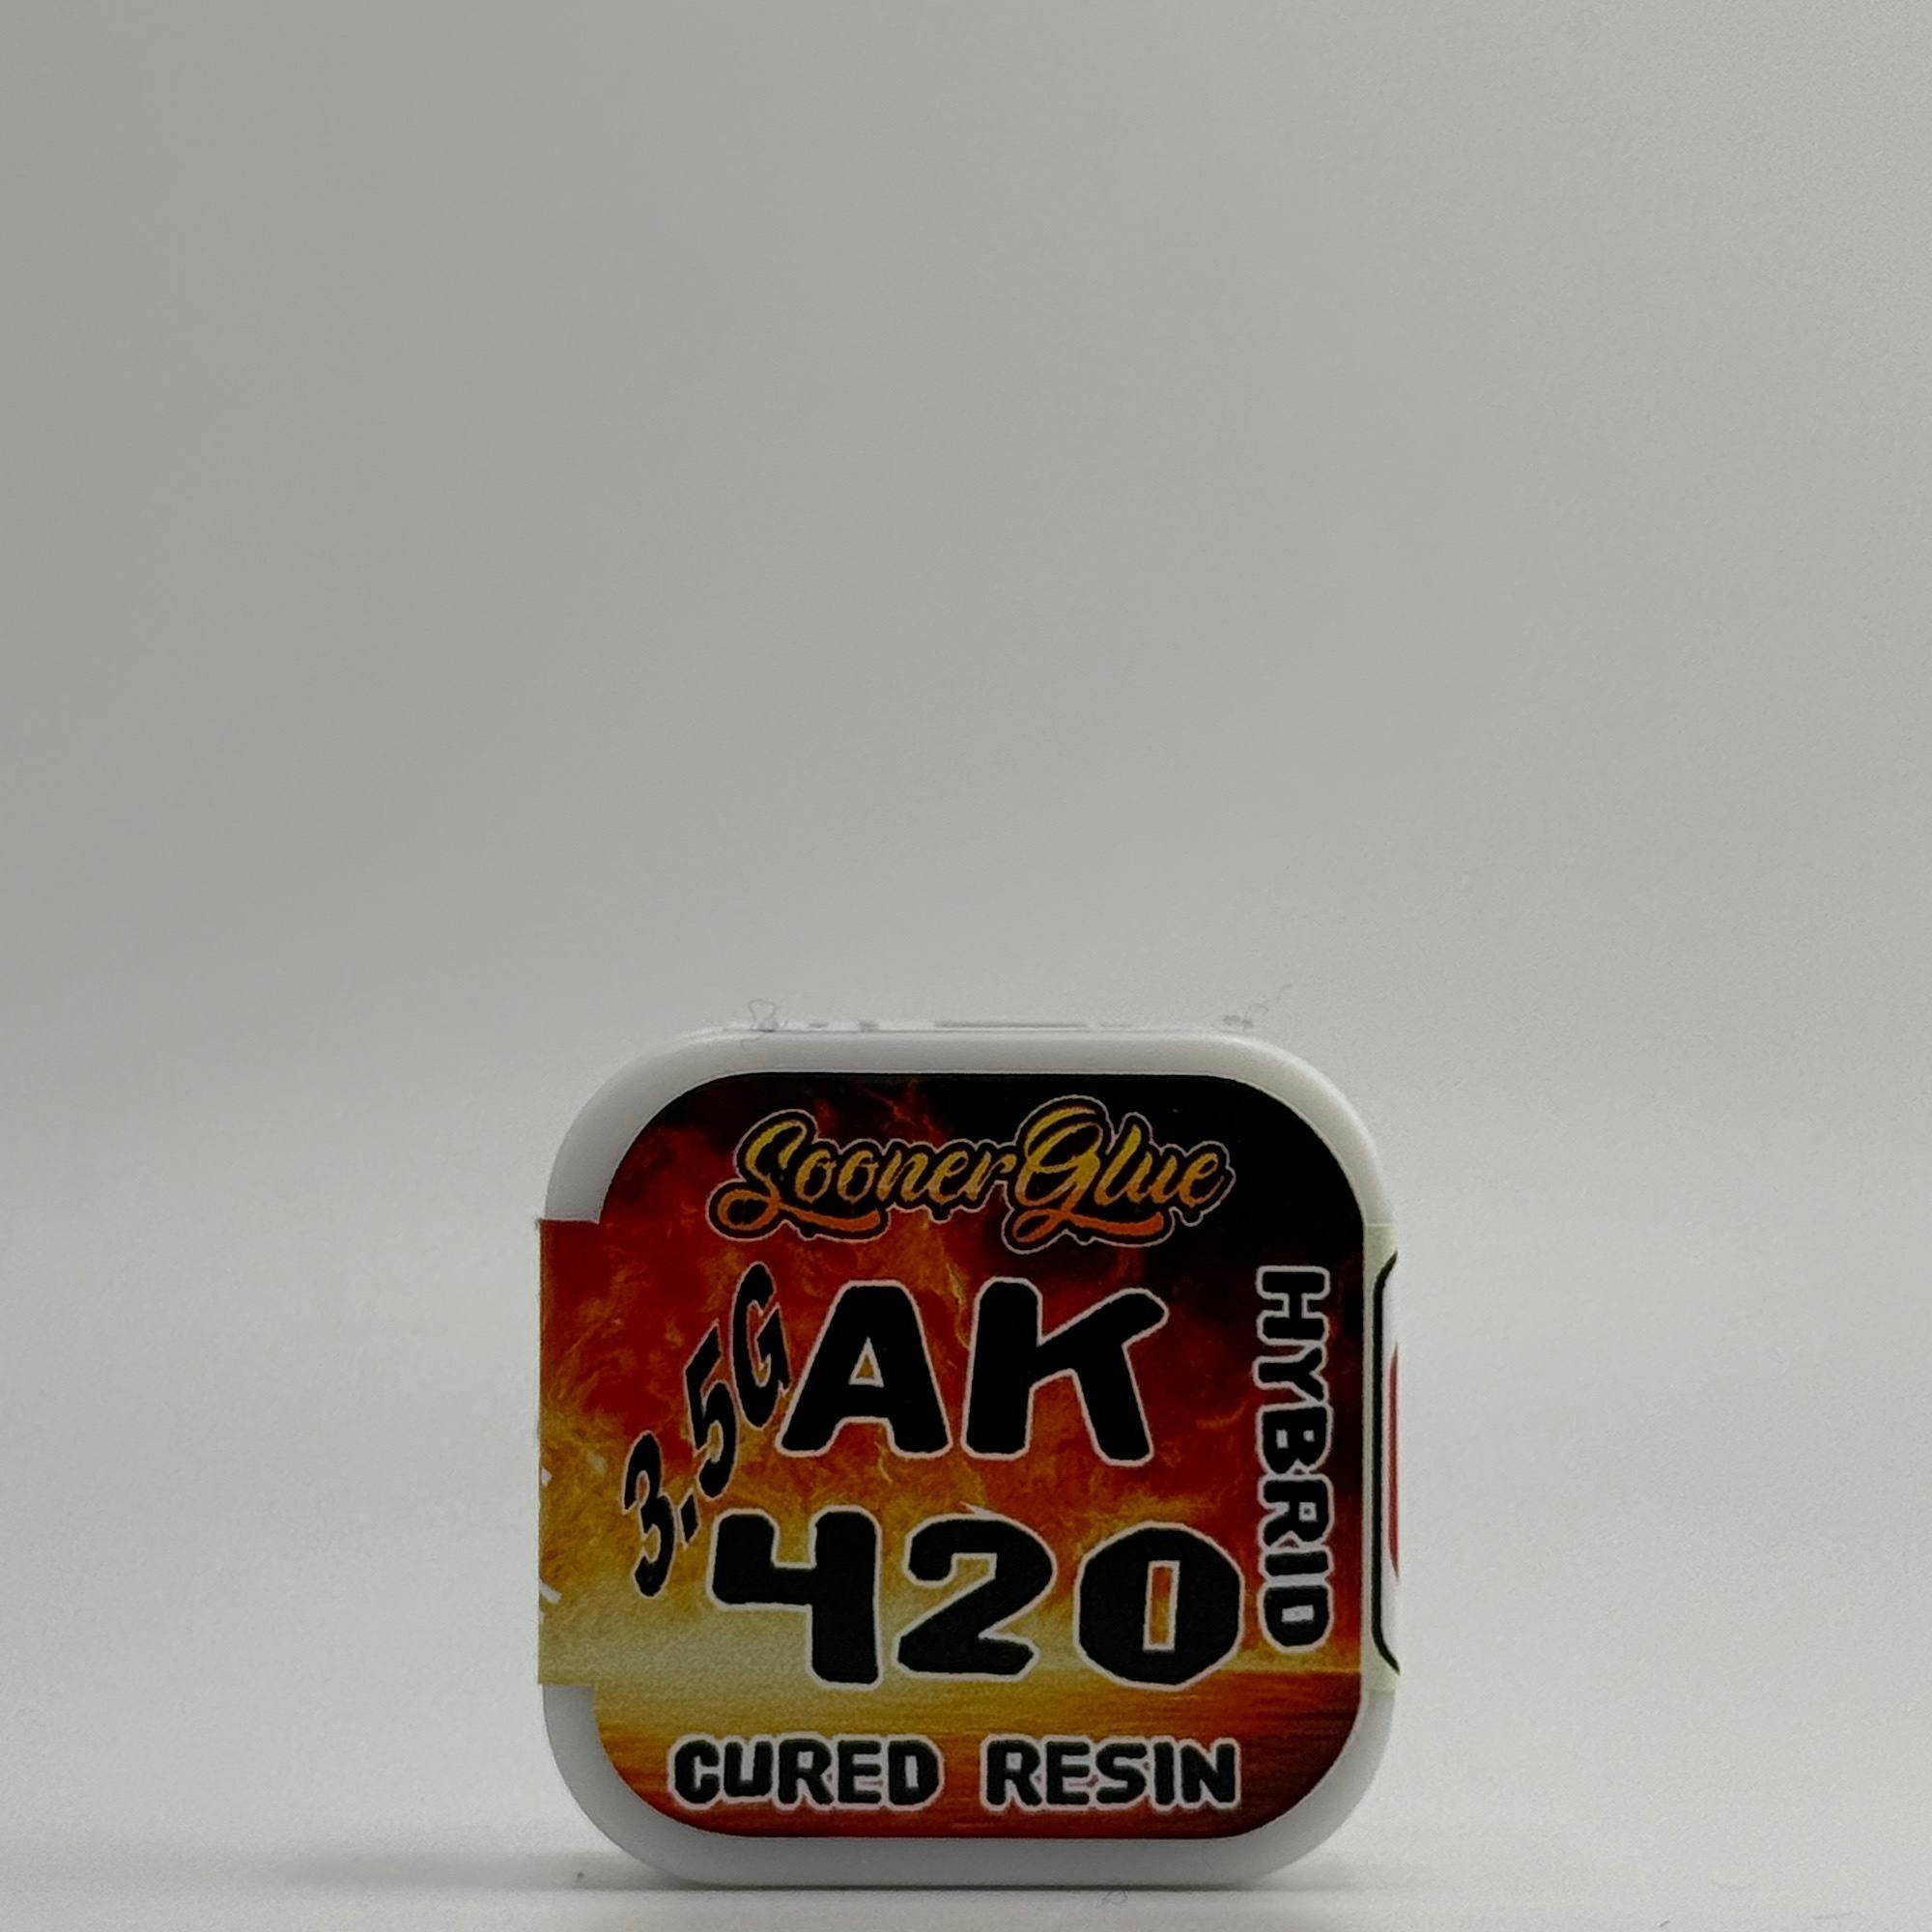 SoonerGlue
3.5G
AK
420
HYBRID
CURED RESIN